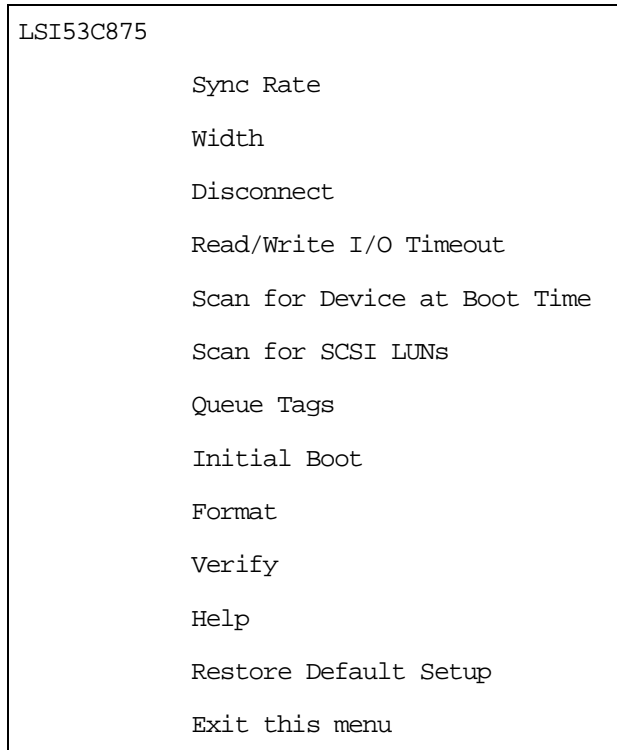 LSI53C875
Sync Rate
Width
Disconnect
Read/Write I/O Timeout
Scan for Device at Boot Time
Scan for SCSI LUNs
Queue Tags
Initial Boot
Format
Verify
Help
Restore Default Setup
Exit this menu